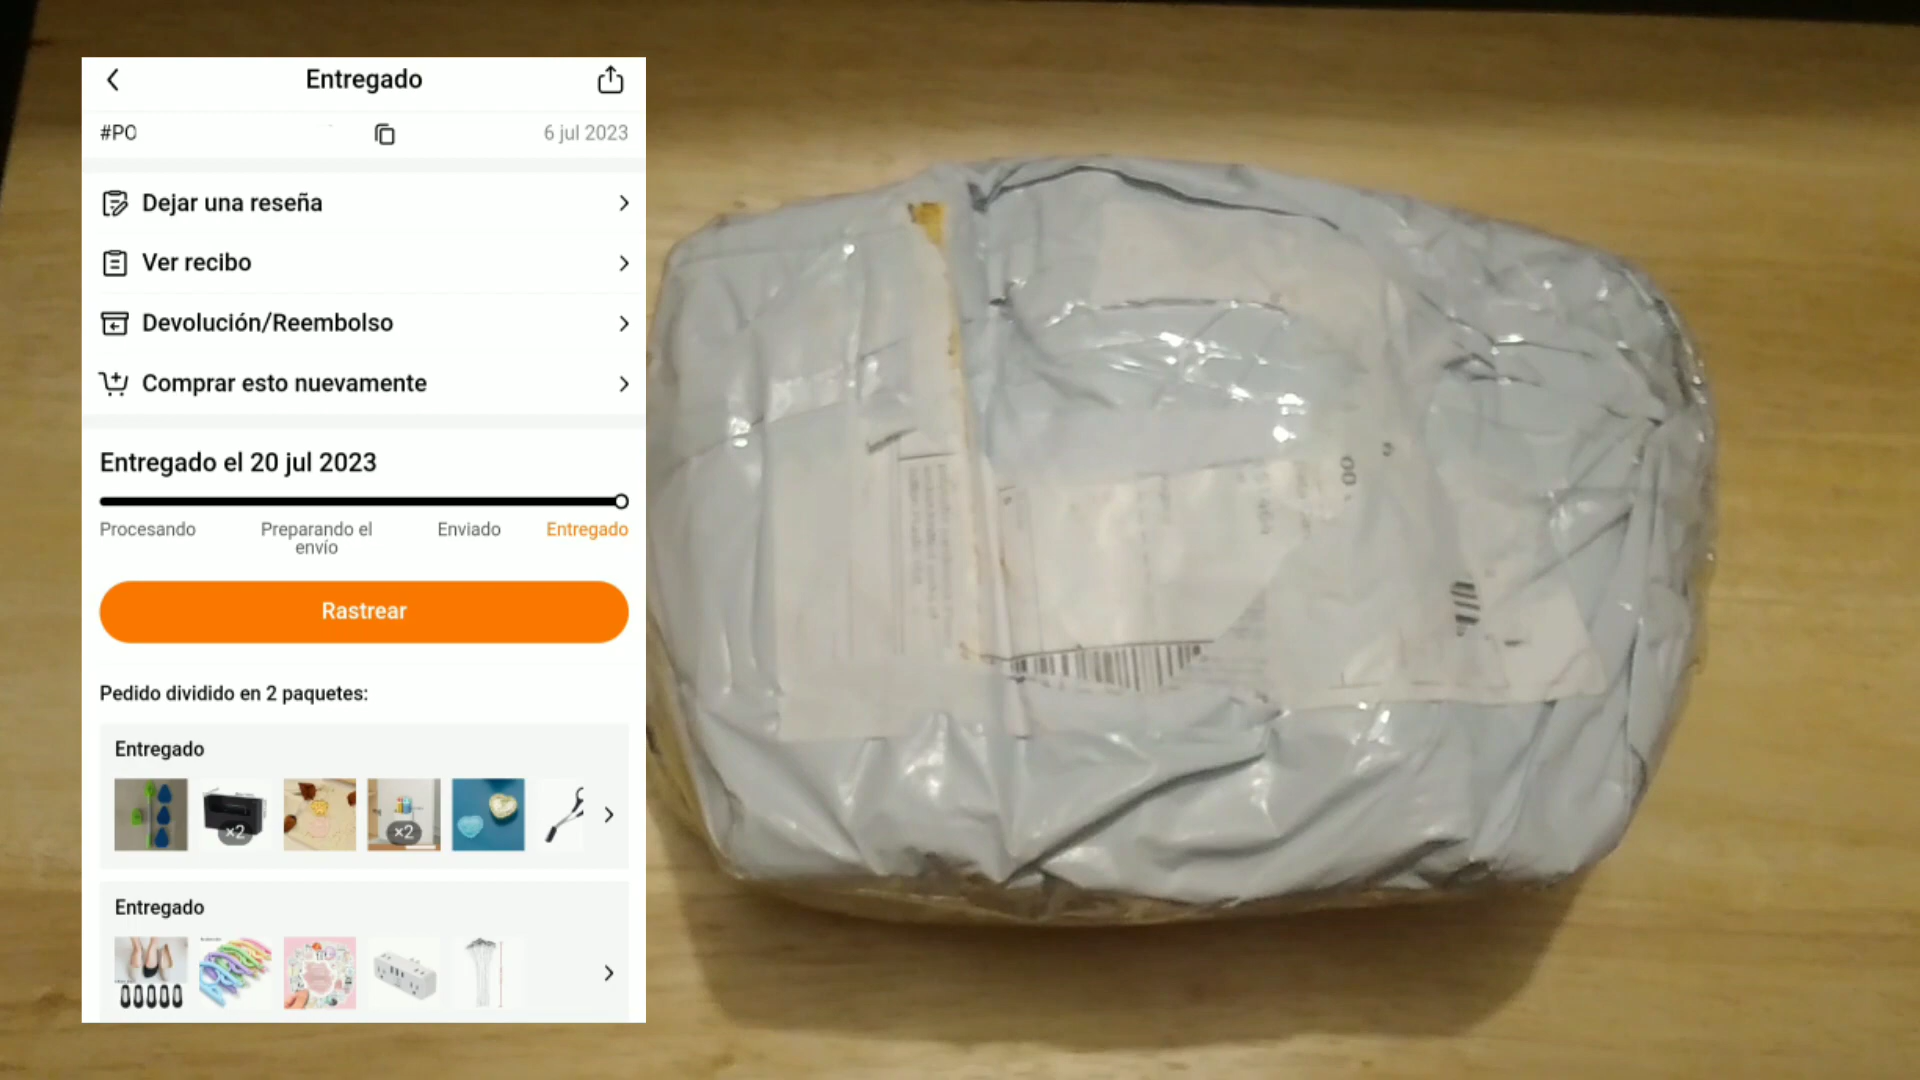 Entregado
#PO
6 jul 2023
Dejar una reseña
Ver recibo
Devolución/Reembolso
Comprar esto nuevamente
Entregado el 20 jul 2023
Procesando
Preparando el
envío
Enviado
Entregado
Rastrear
Pedido dividido en 2 paquetes:
Entregado
×2
×2
Entregado